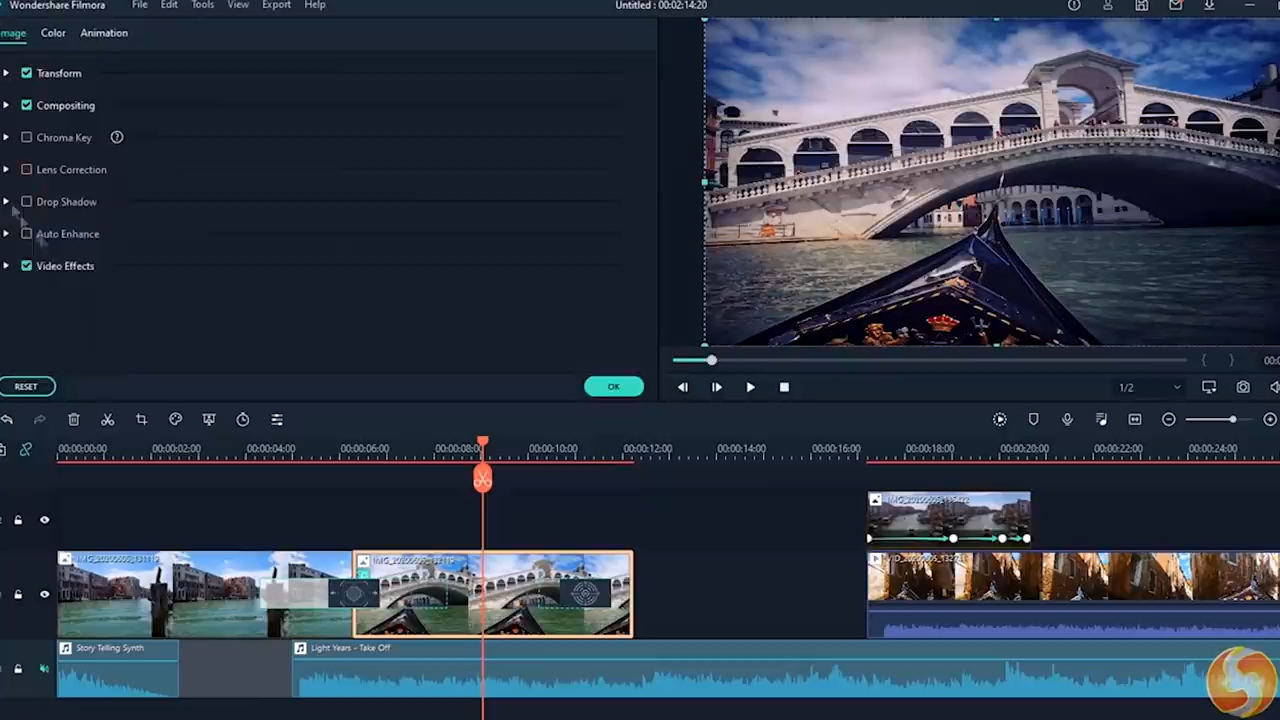 Wondershare Filmora File Edit Tools View Export Help Untitled : 00:02:14:20
mage Color Animation
Transform
Compositing
Chroma Key ?
Lens Correction
Drop Shadow
Auto Enhance
Video Effects
RESET OK
1/2
00:00:00:00 00:00:02:00 00:00:04:00 00:00:06:00 00:00:08:0 00:00:10:00 00:00:12:00 00:00:14:00 00:00:16:00 00:00:18:00 00:00:20:00 00:00:22:00 00:00:24:00
Story Telling Synth Light Years - Take Off